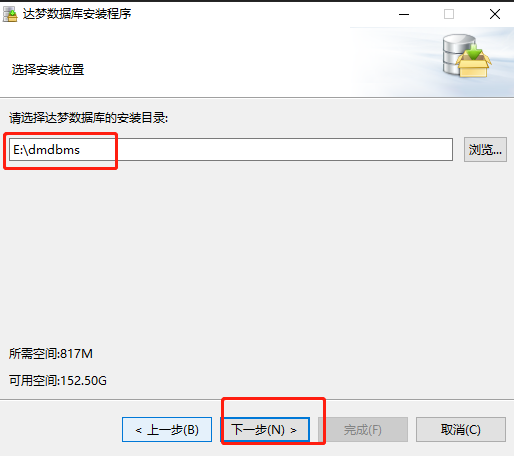 达梦数据库安装程序
选择安装位置
请选择达梦数据库的安装目录:
E:\dmdbms
浏览...
所需空间:817M
可用空间:152.50G
< 上一步(B)
下一步(N) >
完成(F)
取消(C)